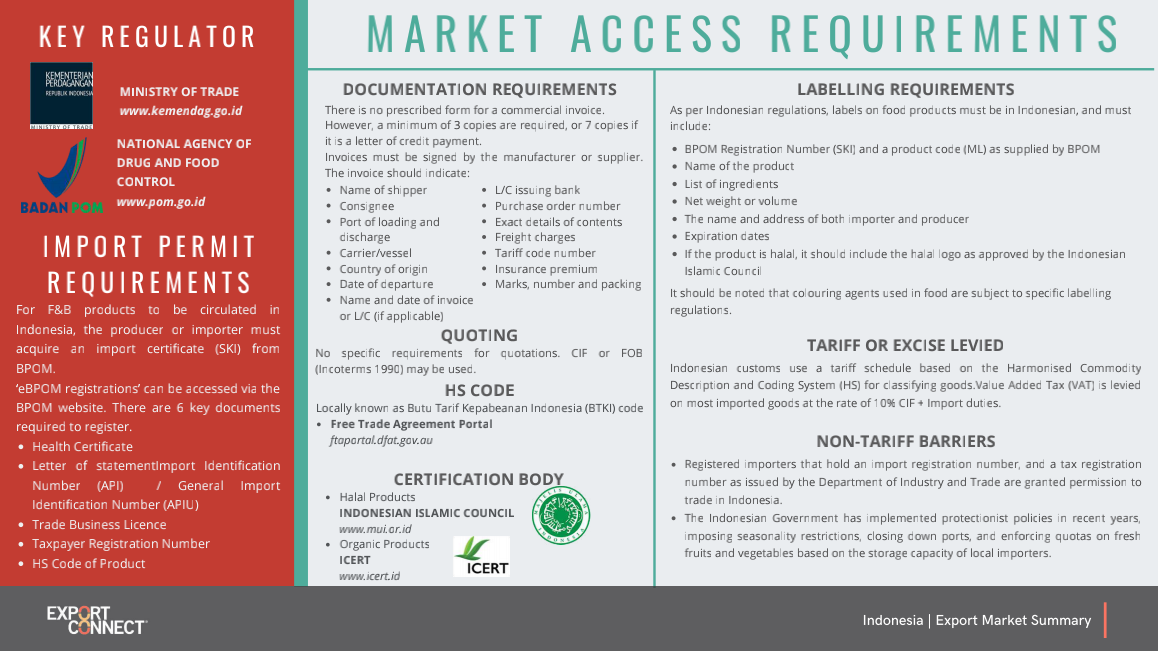 KEY REGULATOR
KEMENTERIAN
PERDAGANGAN
REPUBLIK INDONESIA
MINISTRY OF TRADE
MINISTRY OF TRADE
www.kemendag.go.id
BADAN POM
NATIONAL AGENCY OF
DRUG AND FOOD
CONTROL
www.pom.go.id
IMPORT PERMIT
REQUIREMENTS
For F&B products to be circulated in
Indonesia, the producer or importer must
acquire an import certificate (SKI) from
BPOM.
‘eBPOM registrations’ can be accessed via the
BPOM website. There are 6 key documents
required to register.
• Health Certificate
• Letter of statementImport Identification
Number (API) / General Import
Identification Number (APIU)
• Trade Business Licence
• Taxpayer Registration Number
• HS Code of Product
MARKET ACCESS REQUIREMENTS
DOCUMENTATION REQUIREMENTS
There is no prescribed form for a commercial invoice.
However, a minimum of 3 copies are required, or 7 copies if
it is a letter of credit payment.
Invoices must be signed by the manufacturer or supplier.
The invoice should indicate:
• Name of shipper
• Consignee
• Port of loading and
discharge
• Carrier/vessel
• Country of origin
• Date of departure
• Name and date of invoice
or L/C (if applicable)
• L/C issuing bank
• Purchase order number
• Exact details of contents
• Freight charges
• Tariff code number
• Insurance premium
• Marks, number and packing
QUOTING
No specific requirements for quotations. CIF or FOB
(Incoterms 1990) may be used.
HS CODE
Locally known as Butu Tarif Kepabeanan Indonesia (BTKI) code
• Free Trade Agreement Portal
ftaportal.dfat.gov.au
CERTIFICATION BODY
• Halal Products
INDONESIAN ISLAMIC COUNCIL
www.mui.or.id
MAJELIS ULAMA
INDONESIA
• Organic Products
ICERT
www.icert.id
ICERT
LABELLING REQUIREMENTS
As per Indonesian regulations, labels on food products must be in Indonesian, and must
include:
• BPOM Registration Number (SKI) and a product code (ML) as supplied by BPOM
• Name of the product
• List of ingredients
• Net weight or volume
• The name and address of both importer and producer
• Expiration dates
• If the product is halal, it should include the halal logo as approved by the Indonesian
Islamic Council
It should be noted that colouring agents used in food are subject to specific labelling
regulations.
TARIFF OR EXCISE LEVIED
Indonesian customs use a tariff schedule based on the Harmonised Commodity
Description and Coding System (HS) for classifying goods.Value Added Tax (VAT) is levied
on most imported goods at the rate of 10% CIF + Import duties.
NON-TARIFF BARRIERS
• Registered importers that hold an import registration number, and a tax registration
number as issued by the Department of Industry and Trade are granted permission to
trade in Indonesia.
• The Indonesian Government has implemented protectionist policies in recent years,
imposing seasonality restrictions, closing down ports, and enforcing quotas on fresh
fruits and vegetables based on the storage capacity of local importers.
EXPORT
CONNECT
Indonesia | Export Market Summary